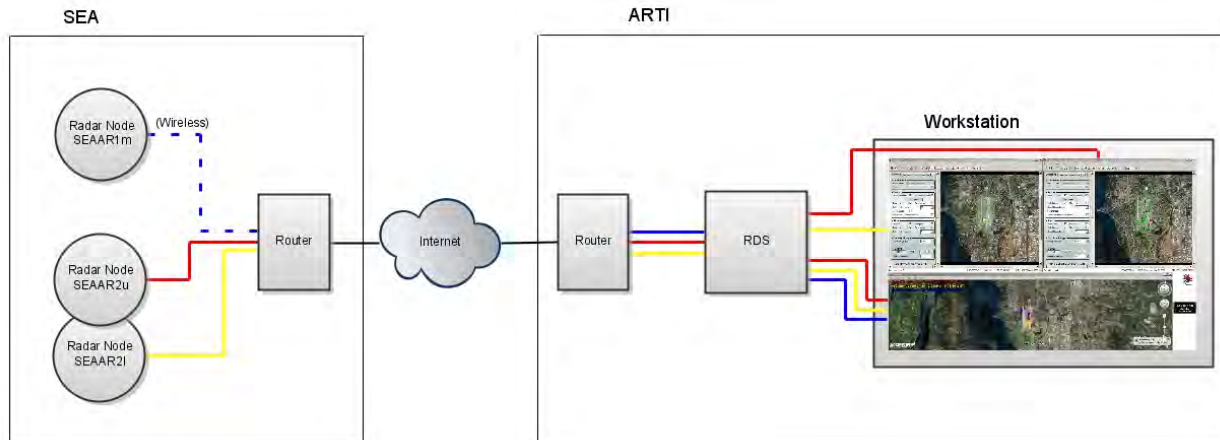 SEA
ARTI
Radar Node
SEAAR1m
(Wireless)
Workstation
Router
Internet
Router
RDS
Radar Node
SEAAR2u
Radar Node
SEAAR2l